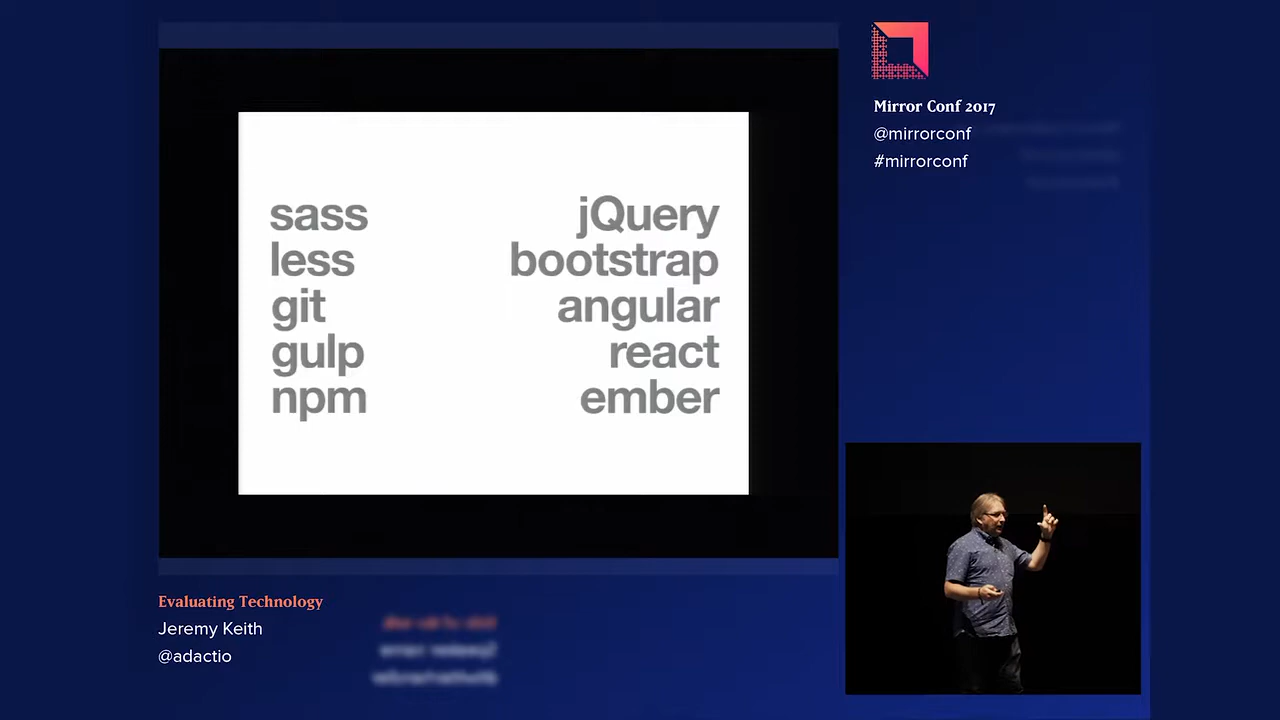 sass
less
git
gulp
npm
jQuery
bootstrap
angular
react
ember
Mirror Conf 2017
@mirrorconf
#mirrorconf
Evaluating Technology
Jeremy Keith
@adactio